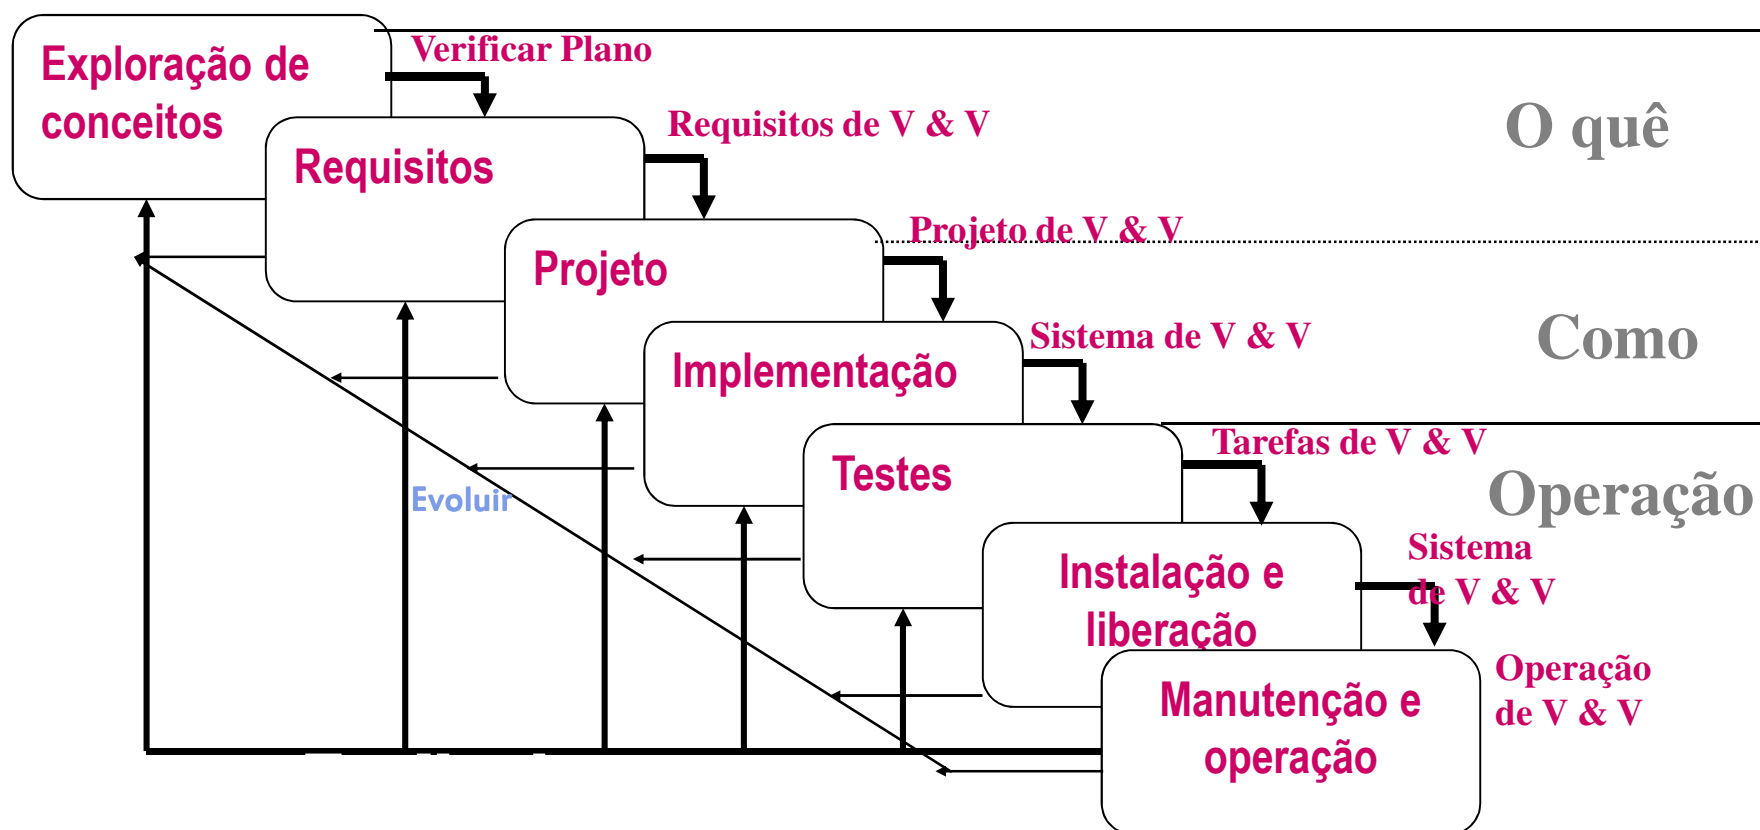 Exploração de
conceitos
Verificar Plano
Requisitos
Requisitos de V & V
O quê
Projeto
Projeto de V & V
Implementação
Sistema de V & V
Como
Testes
Tarefas de V & V
Operação
Evoluir
Instalação e
liberação
Sistema
de V & V
Manutenção e
operação
Operação
de V & V